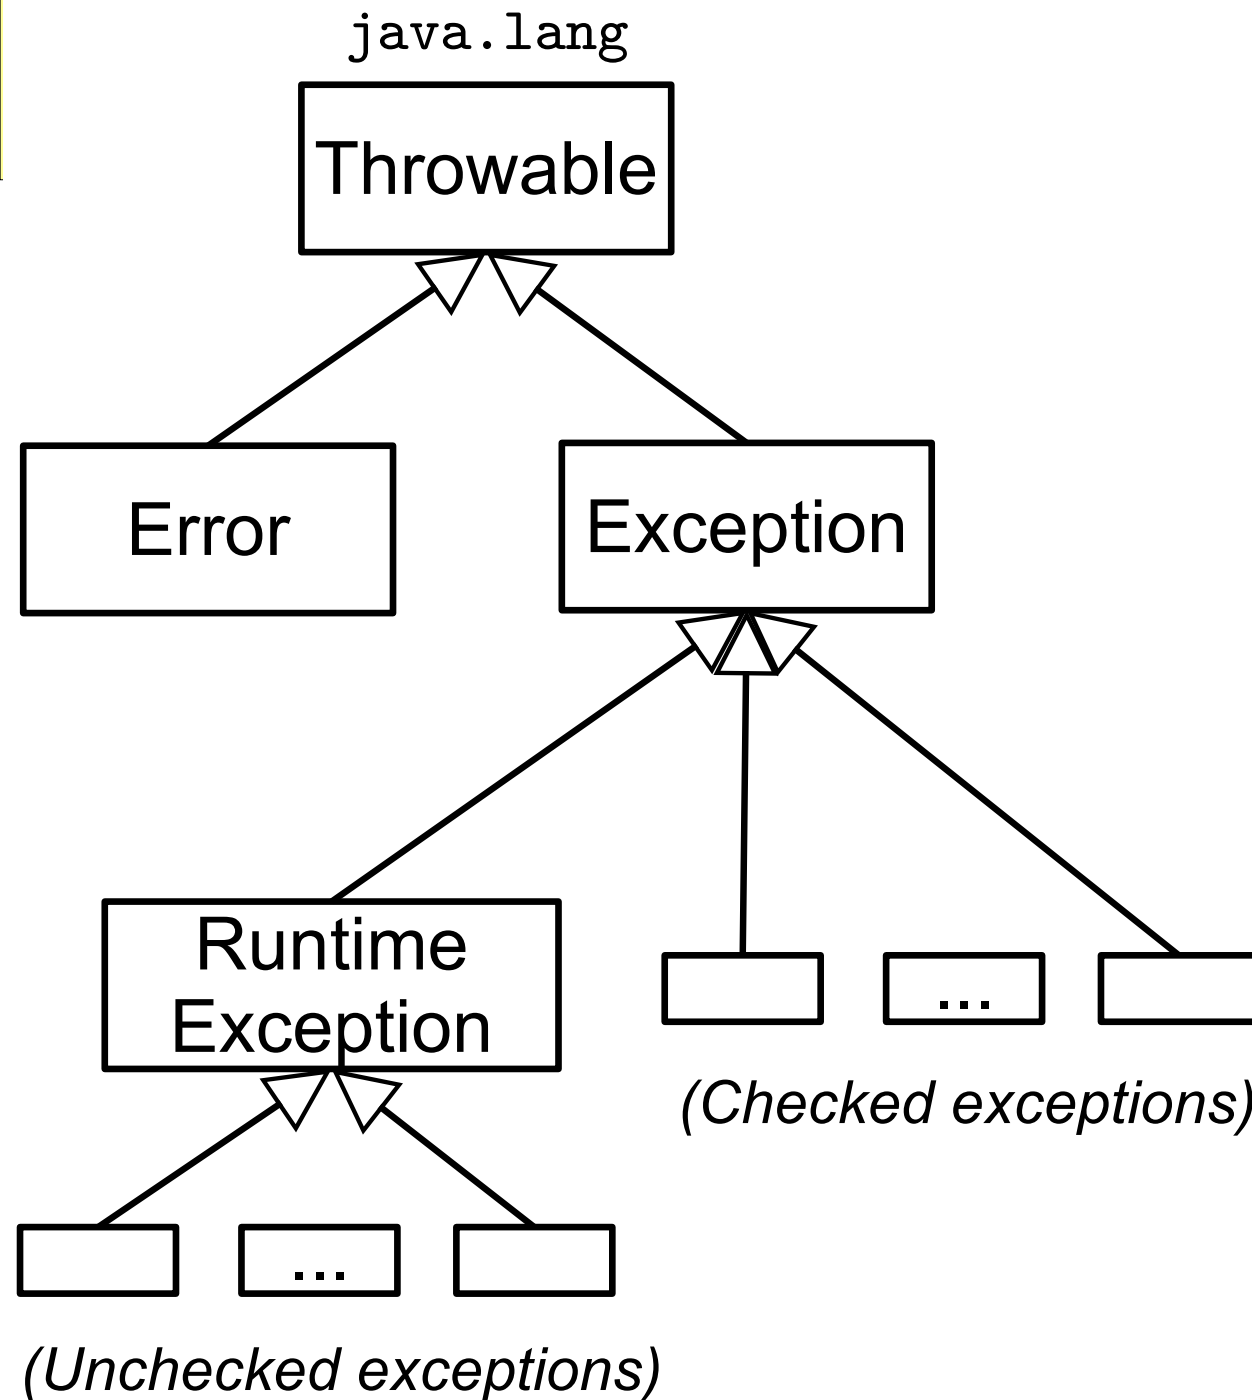 java.lang
Throwable
Error
Exception
Runtime
Exception
...
(Checked exceptions)
...
(Unchecked exceptions)